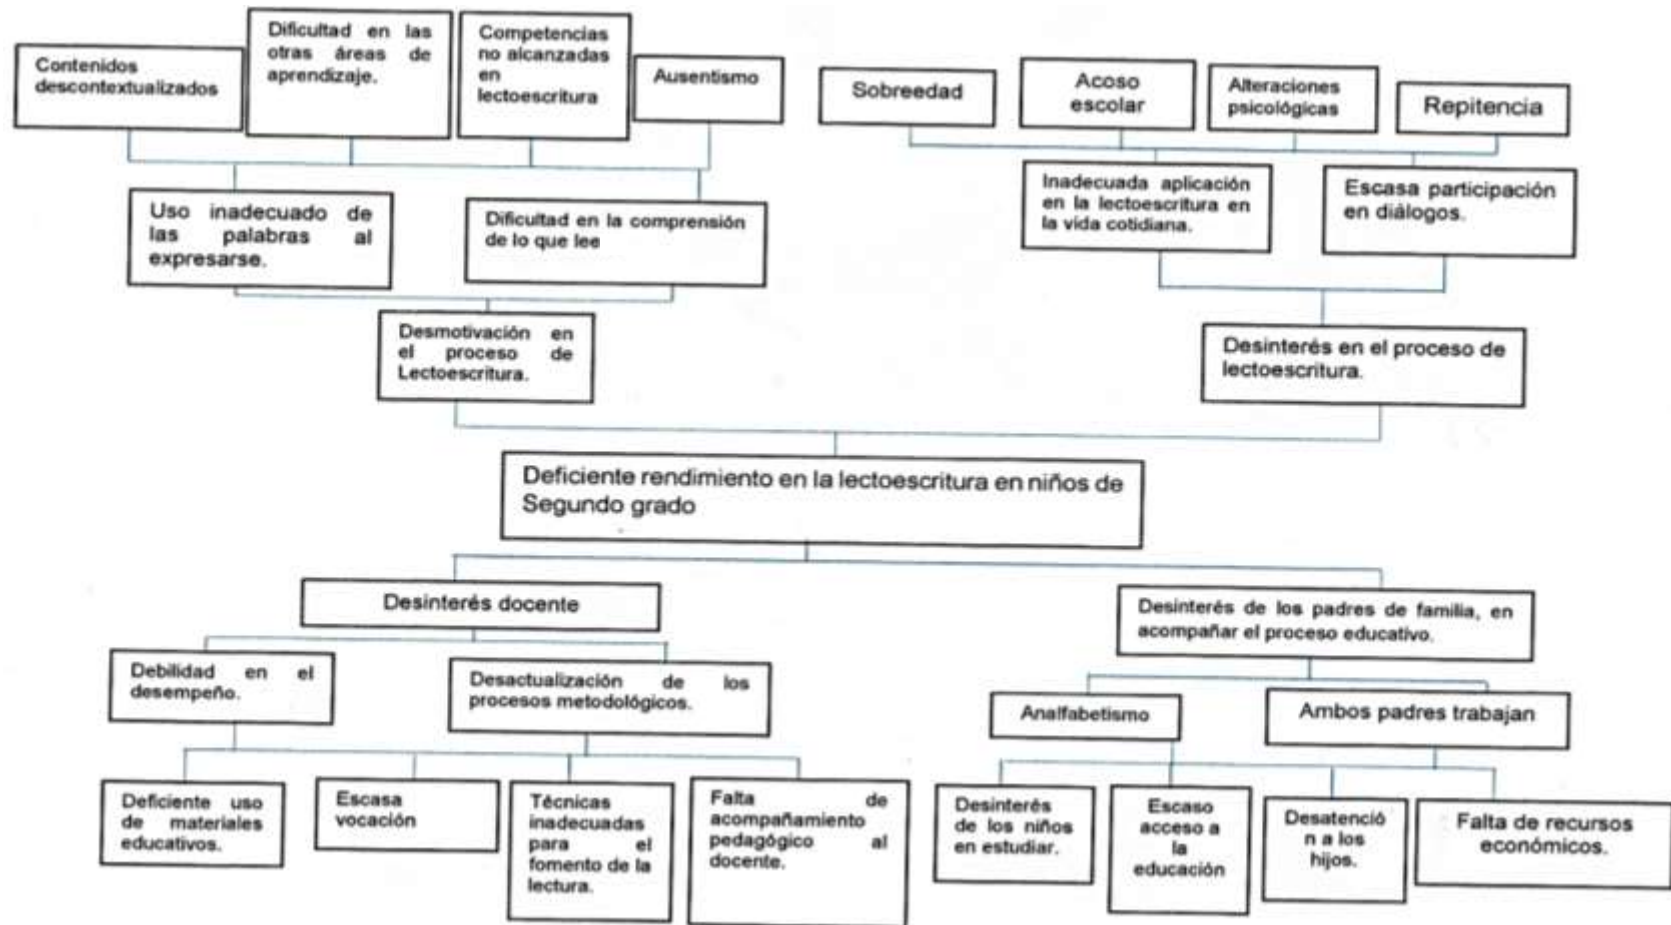 Contenidos
descontextualizados
Dificultad en las
otras áreas de
aprendizaje.
Competencias
no alcanzadas
en
lectoescritura
Ausentismo
Sobreedad
Acoso
escolar
Alteraciones
psicológicas
Repitencia
Uso inadecuado de
las palabras al
expresarse.
Dificultad en la comprensión
de lo que lee
Inadecuada aplicación
en la lectoescritura en
la vida cotidiana.
Escasa participación
en diálogos.
Desmotivación en
el proceso de
Lectoescritura.
Desinterés en el proceso de
lectoescritura.
Deficiente rendimiento en la lectoescritura en niños de
Segundo grado
Desinterés docente
Desinterés de los padres de familia, en
acompañar el proceso educativo.
Debilidad en el
desempeño.
Desactualización de los
procesos metodológicos.
Analfabetismo
Ambos padres trabajan
Deficiente uso
de materiales
educativos.
Escasa
vocación
Técnicas
inadecuadas
para el
fomento de la
lectura.
Falta de
acompañamiento
pedagógico al
docente.
Desinterés
de los niños
en estudiar.
Escaso
acceso a
la
educación
Desatenció
n a los
hijos.
Falta de recursos
económicos.